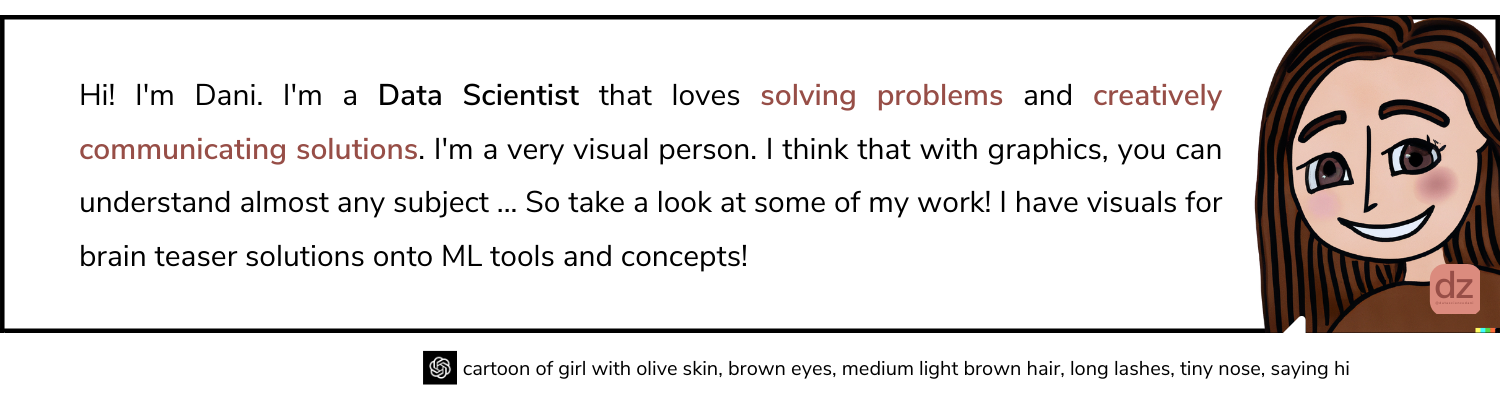 Hi! I'm Dani. I'm a Data Scientist that loves solving problems and creatively
communicating solutions. I'm a very visual person. I think that with graphics, you can
understand almost any subject ... So take a look at some of my work! I have visuals for
brain teaser solutions onto ML tools and concepts!
dz
cartoon of girl with olive skin, brown eyes, medium light brown hair, long lashes, tiny nose, saying hi